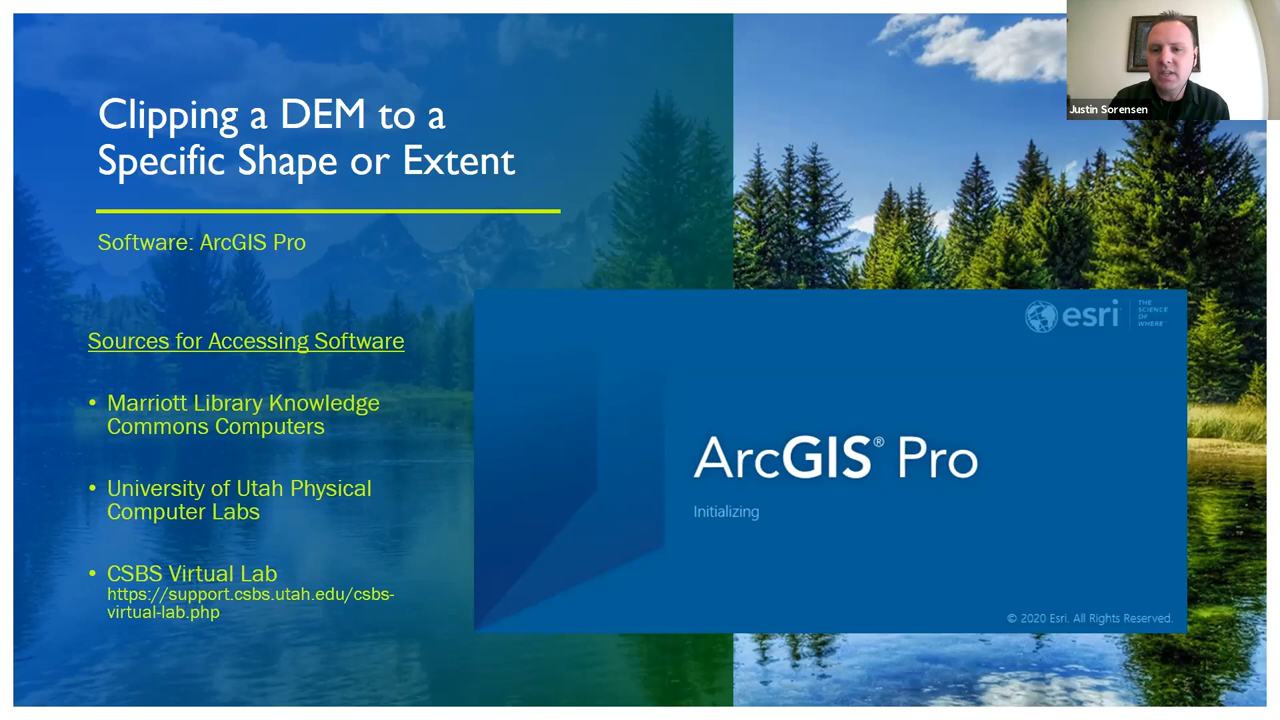 Clipping a DEM to a
Specific Shape or Extent
Software: ArcGIS Pro
Sources for Accessing Software
• Marriott Library Knowledge
Commons Computers
• University of Utah Physical
Computer Labs
• CSBS Virtual Lab
https://support.csbs.utah.edu/csbs-
virtual-lab.php
Justin Sorensen
esri
THE
SCIENCE
OF
WHERE™
ArcGIS® Pro
Initializing
© 2020 Esri. All Rights Reserved.